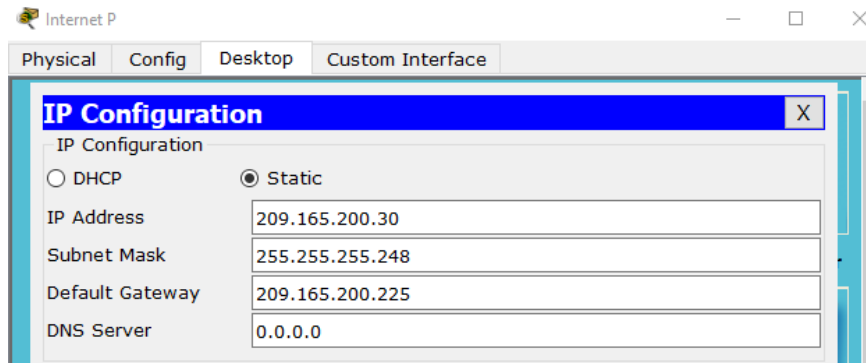 Internet P
Physical Config Desktop Custom Interface
IP Configuration X
IP Configuration
DHCP Static
IP Address 209.165.200.30
Subnet Mask 255.255.255.248
Default Gateway 209.165.200.225
DNS Server 0.0.0.0